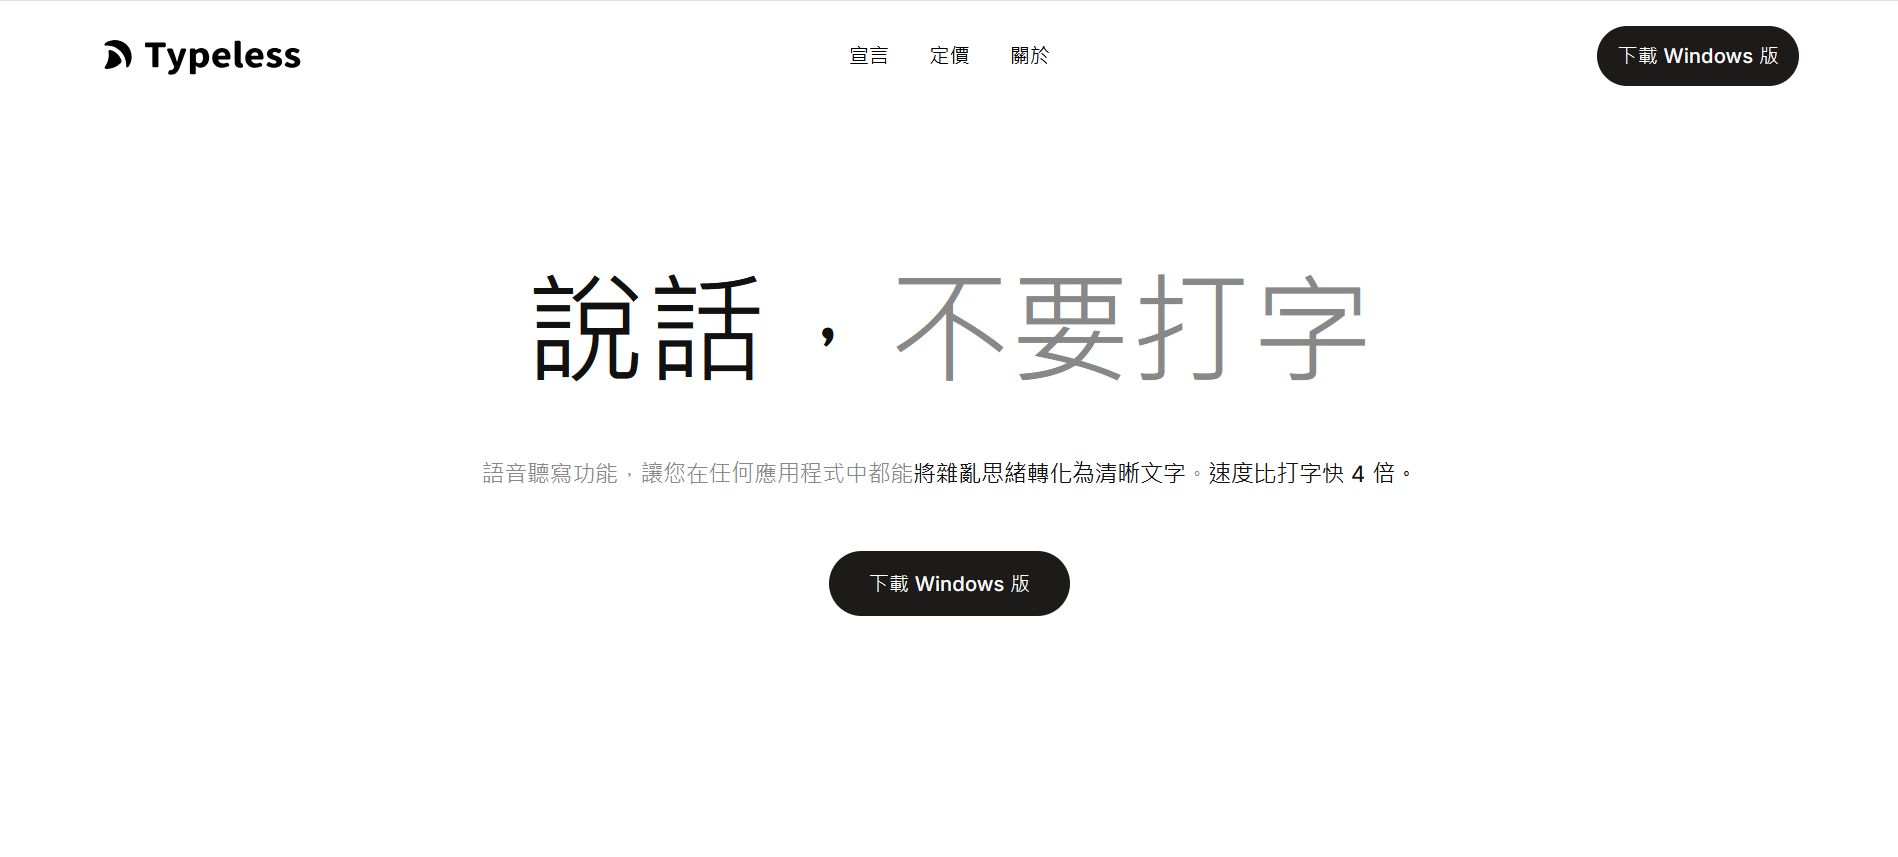 Typeless
宣言 定價 關於
下載 Windows 版
說話，不要打字
語音聽寫功能，讓您在任何應用程式中都能將雜亂思緒轉化為清晰文字。速度比打字快 4 倍。
下載 Windows 版